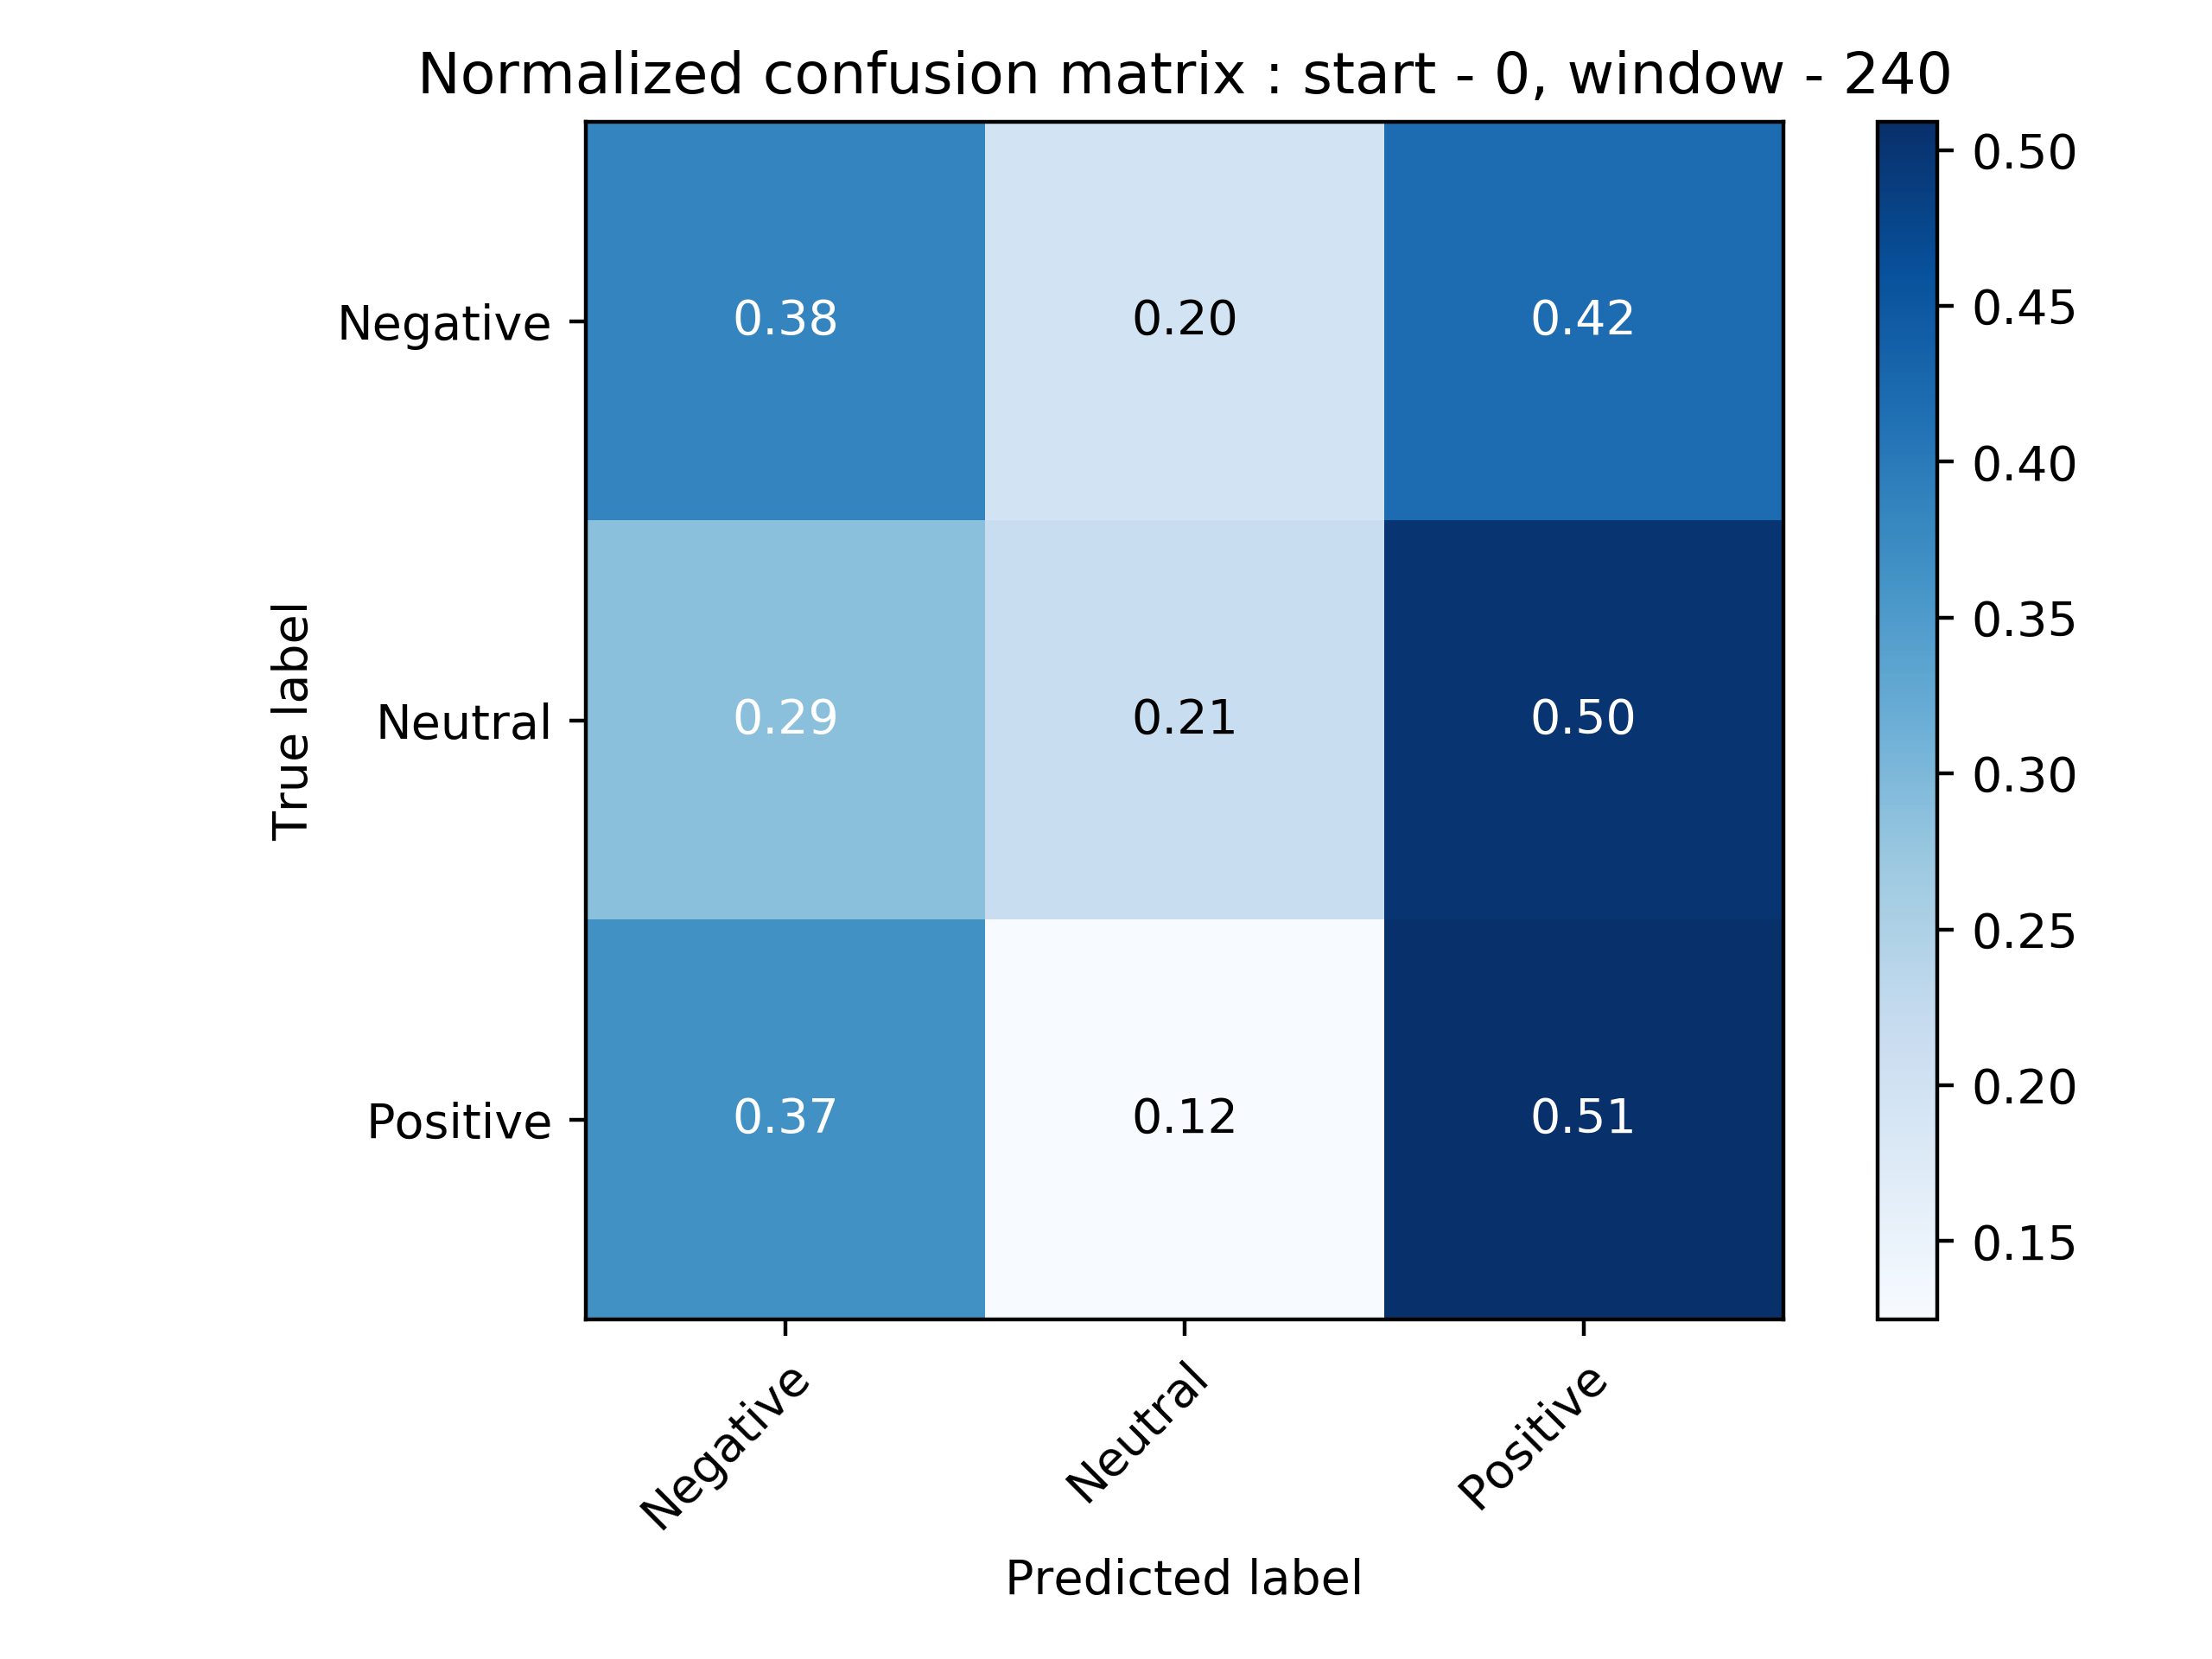 Normalized confusion matrix : start - 0, window - 240
True label
Negative 0.38 0.20 0.42
Neutral 0.29 0.21 0.50
Positive 0.37 0.12 0.51
Negative Neutral Positive
Predicted label
0.50
0.45
0.40
0.35
0.30
0.25
0.20
0.15